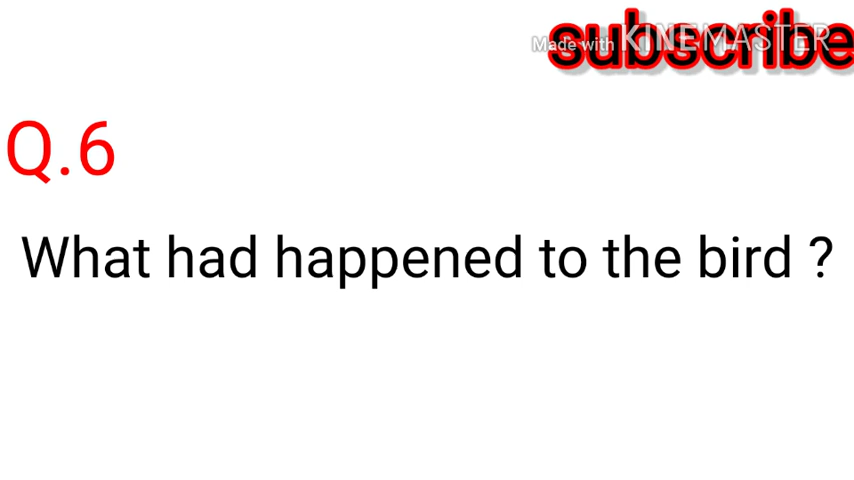 subscribe
Made with KINEMASTER
Q.6
What had happened to the bird ?